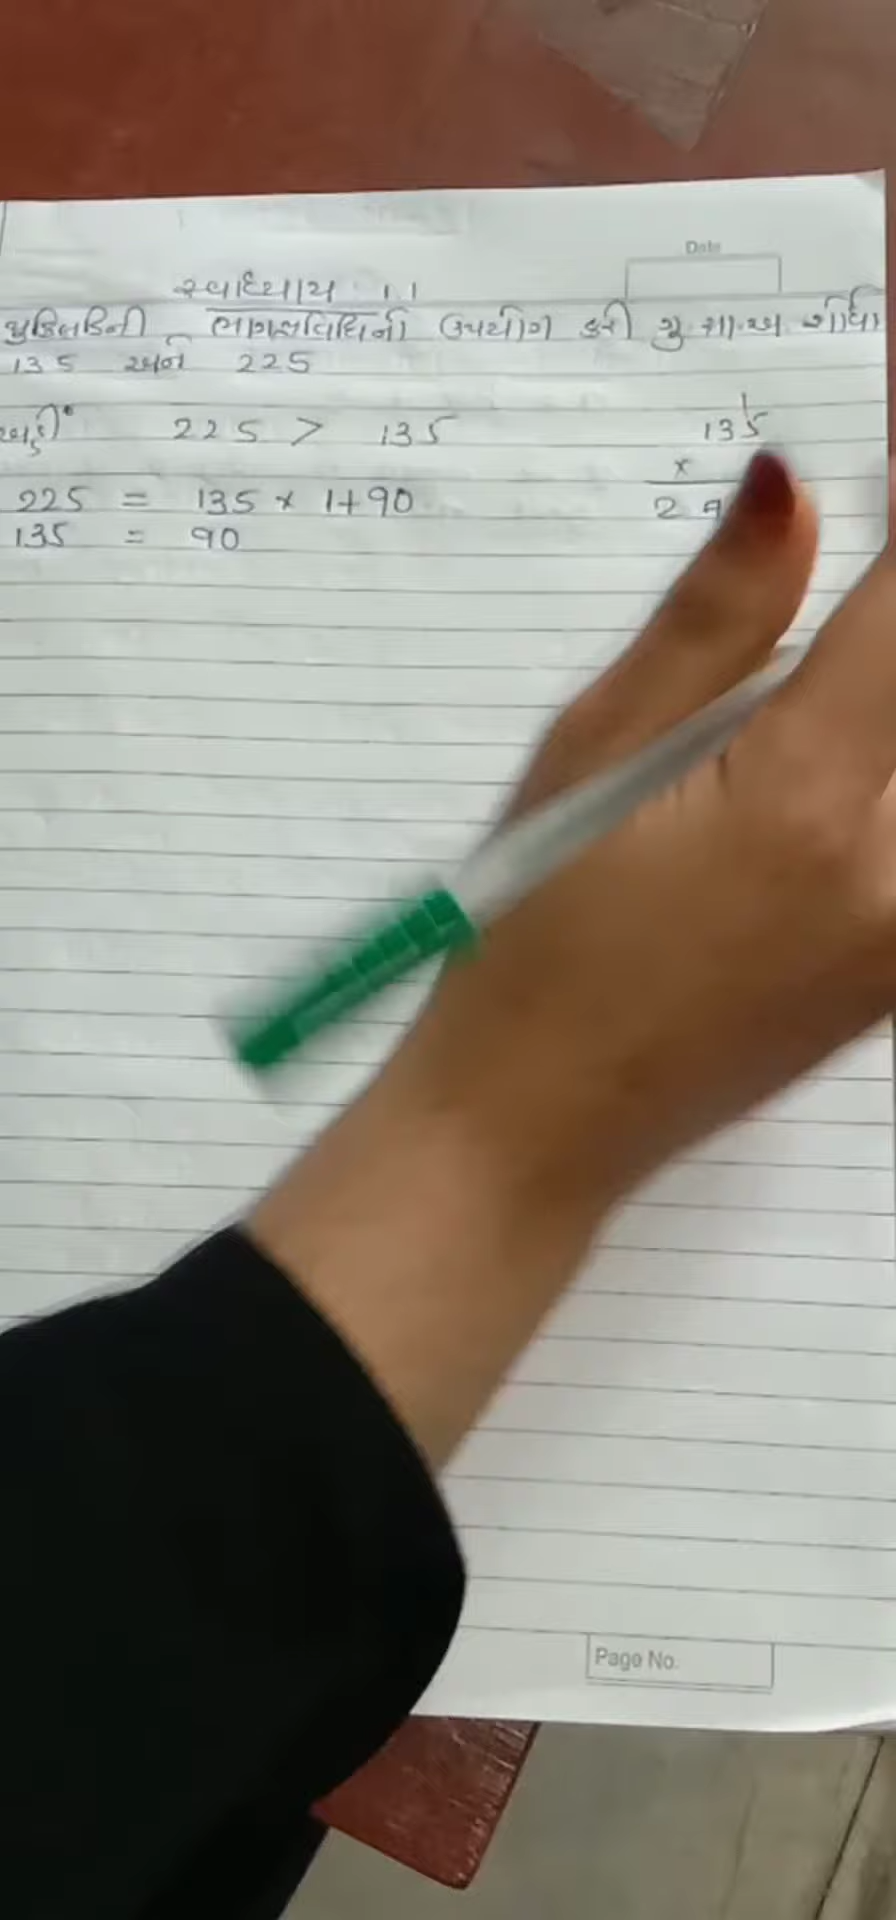 Date
સ્વાધ્યાય 1.1
યુક્લિડની ભાગાકારવિધિનો ઉપયોગ કરી ગુ.સા.અ શોધો
135 અને 225
અહીં 225 > 135
135
×
225 = 135 × 1+90
135 = 90
Page No.